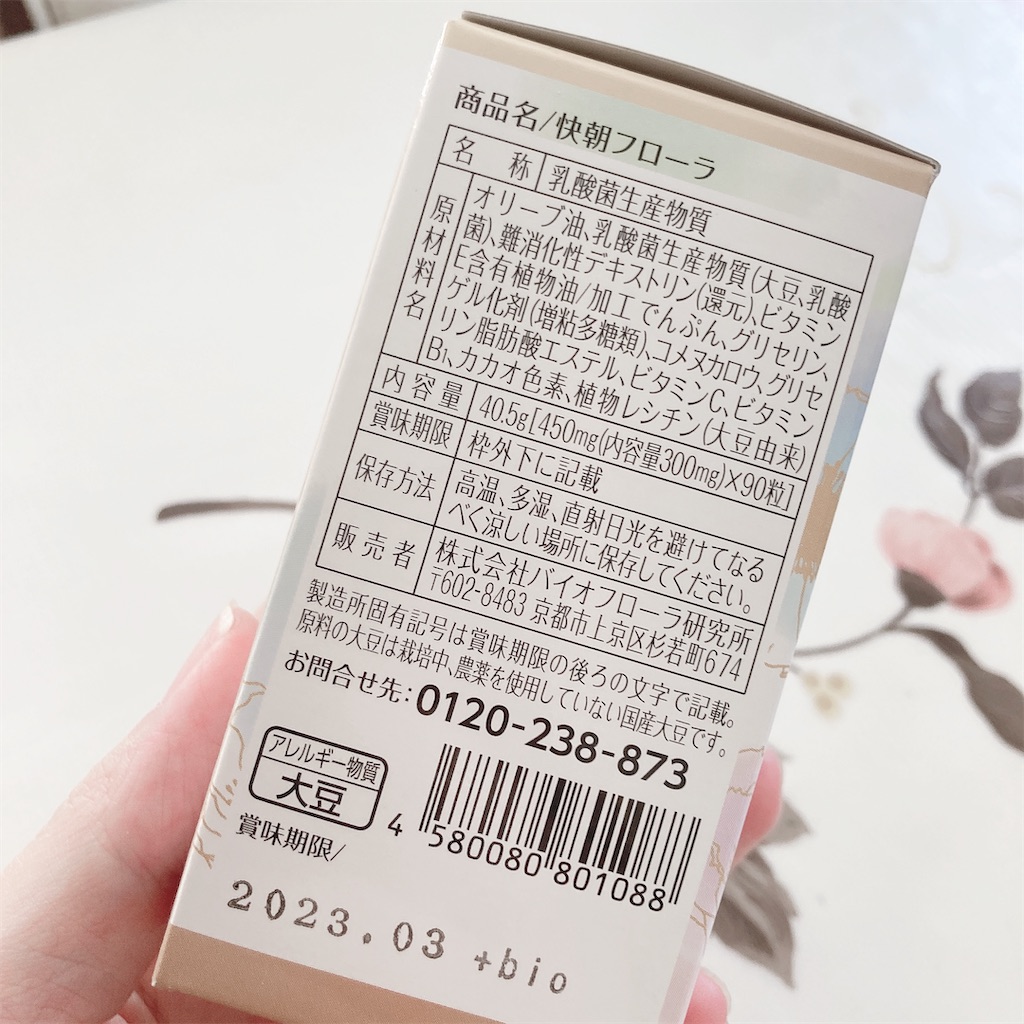 商品名/快朝フローラ
名称 乳酸菌生産物質
原材料名 オリーブ油、乳酸菌生産物質(大豆、乳酸
菌)、難消化性デキストリン(還元)、ビタミン
E含有植物油/加工でんぷん、グリセリン、
ゲル化剤(増粘多糖類)、コメヌカロウ、グリセ
リン脂肪酸エステル、ビタミンC、ビタミン
B₁、カカオ色素、植物レシチン(大豆由来)
内容量 40.5g[450mg(内容量300mg)×90粒]
賞味期限 枠外下に記載
保存方法 高温、多湿、直射日光を避けてなる
べく涼しい場所に保存してください。
販売者 株式会社バイオフローラ研究所
〒602-8483 京都市上京区杉若町674
製造所固有記号は賞味期限の後ろの文字で記載。
原料の大豆は栽培中、農薬を使用していない国産大豆です。
お問合せ先:0120-238-873
アレルギー物質
大豆
4 580080 801088
賞味期限/
2023.03 +bio